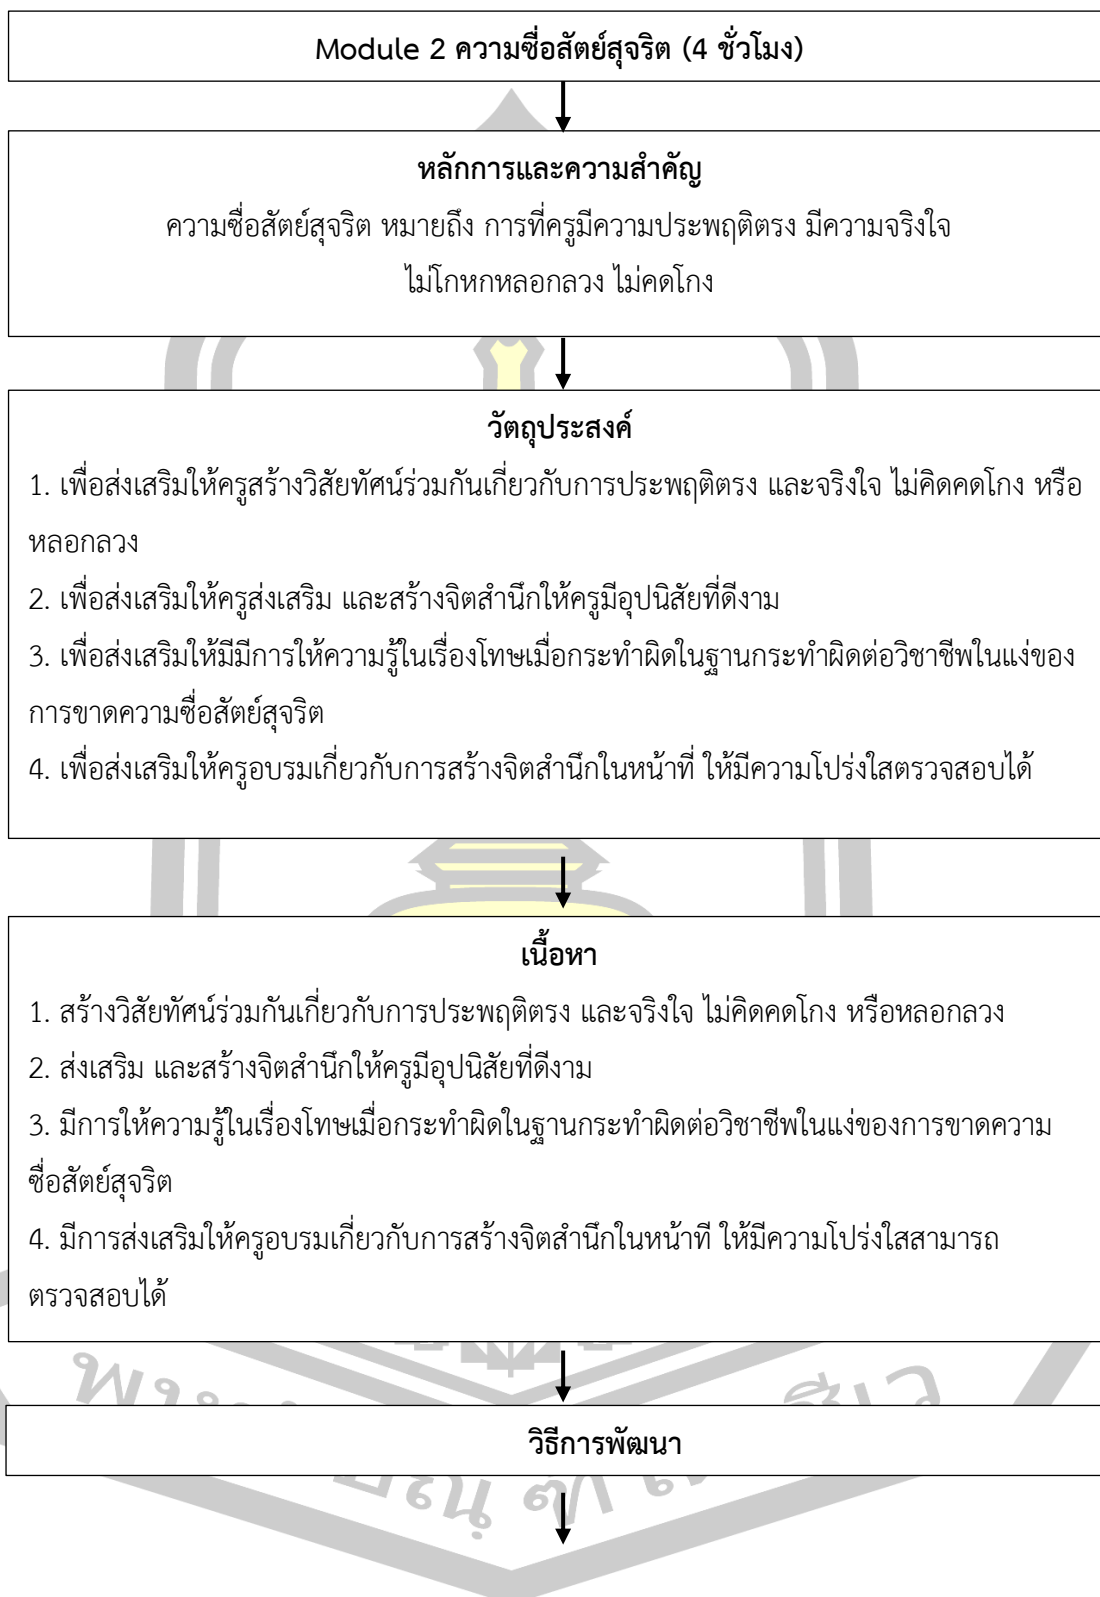 Module 2 ความซื่อสัตย์สุจริต (4 ชั่วโมง)
หลักการและความสำคัญ
ความซื่อสัตย์สุจริต หมายถึง การที่ครูมีความประพฤติตรง มีความจริงใจ
ไม่โกหกหลอกลวง ไม่คดโกง
วัตถุประสงค์
1. เพื่อส่งเสริมให้ครูสร้างวิสัยทัศน์ร่วมกันเกี่ยวกับการประพฤติตรง และจริงใจ ไม่คิดคดโกง หรือ
หลอกลวง
2. เพื่อส่งเสริมให้ครูส่งเสริม และสร้างจิตสำนึกให้ครูมีอุปนิสัยที่ดีงาม
3. เพื่อส่งเสริมให้มีมีการให้ความรู้ในเรื่องโทษเมื่อกระทำผิดในฐานกระทำผิดต่อวิชาชีพในแง่ของ
การขาดความซื่อสัตย์สุจริต
4. เพื่อส่งเสริมให้ครูอบรมเกี่ยวกับการสร้างจิตสำนึกในหน้าที่ ให้มีความโปร่งใสตรวจสอบได้
เนื้อหา
1. สร้างวิสัยทัศน์ร่วมกันเกี่ยวกับการประพฤติตรง และจริงใจ ไม่คิดคดโกง หรือหลอกลวง
2. ส่งเสริม และสร้างจิตสำนึกให้ครูมีอุปนิสัยที่ดีงาม
3. มีการให้ความรู้ในเรื่องโทษเมื่อกระทำผิดในฐานกระทำผิดต่อวิชาชีพในแง่ของการขาดความ
ซื่อสัตย์สุจริต
4. มีการส่งเสริมให้ครูอบรมเกี่ยวกับการสร้างจิตสำนึกในหน้าที ให้มีความโปร่งใสสามารถ
ตรวจสอบได้
วิธีการพัฒนา